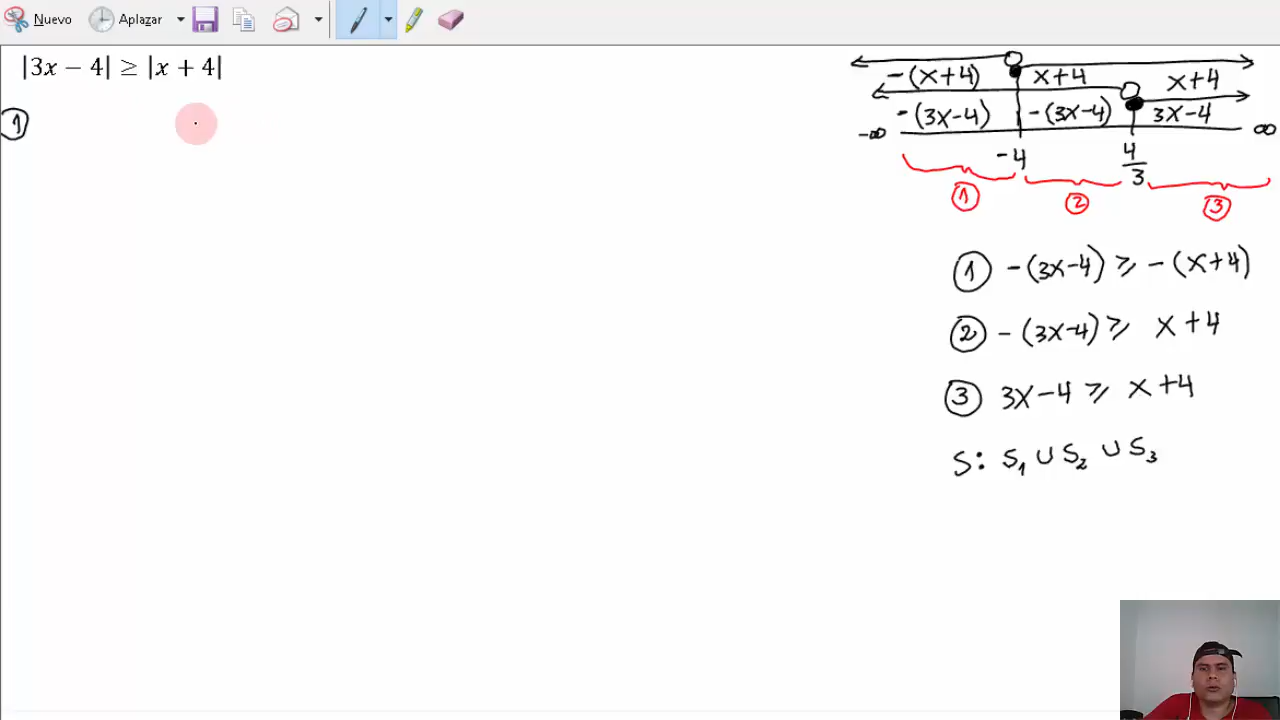 Nuevo Aplazar
|3x − 4| ≥ |x + 4|
①
-(x+4) x+4 x+4
-(3x-4) -(3x-4) 3x-4
-∞ ∞
-4 4/3
① ② ③
① -(3x-4) ≥ -(x+4)
② -(3x-4) ≥ x+4
③ 3x-4 ≥ x+4
S: S₁ ∪ S₂ ∪ S₃